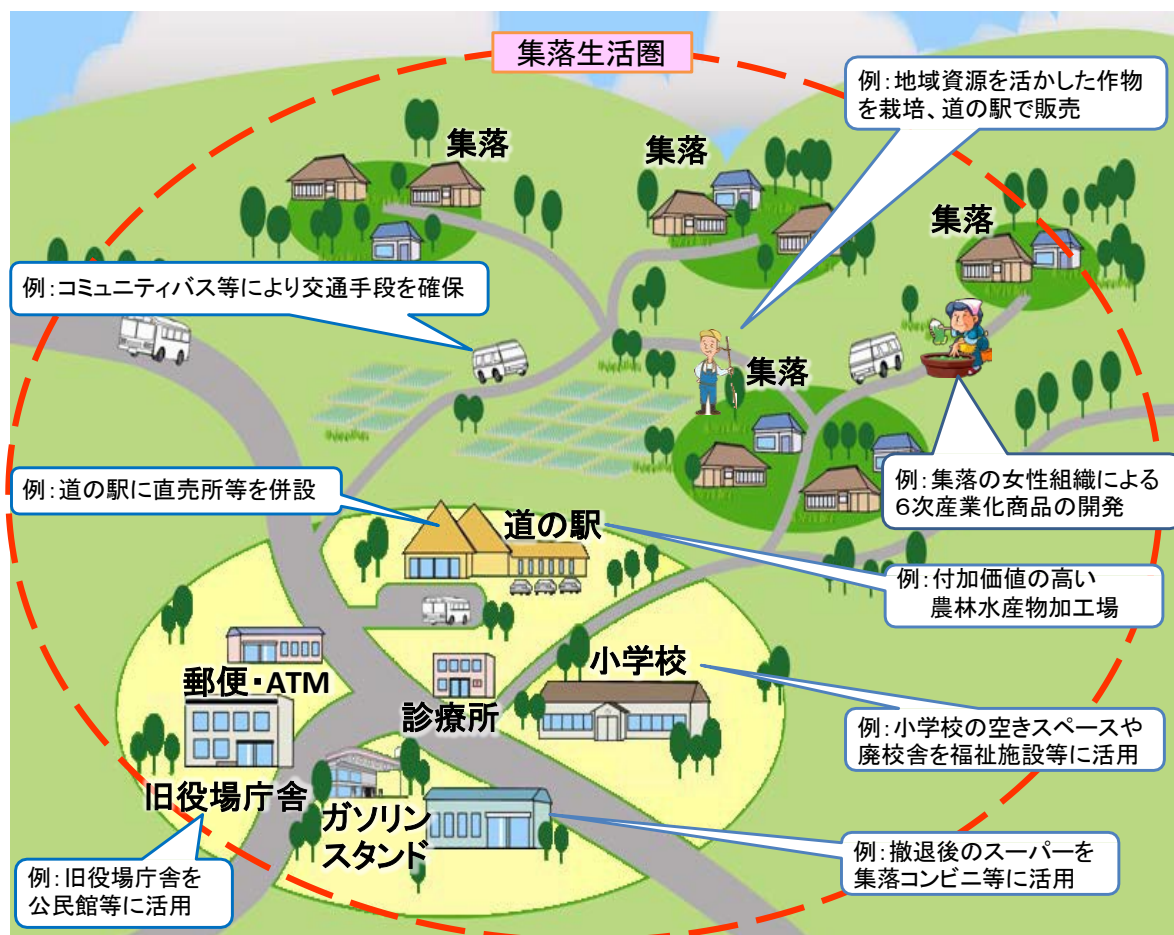 集落生活圏
例：地域資源を活かした作物
を栽培、道の駅で販売
集落
集落
集落
例：コミュニティバス等により交通手段を確保
集落
例：集落の女性組織による
６次産業化商品の開発
例：道の駅に直売所等を併設
道の駅
例：付加価値の高い
農林水産物加工場
小学校
郵便・ATM
診療所
例：小学校の空きスペースや
廃校舎を福祉施設等に活用
旧役場庁舎
ガソリン
スタンド
例：撤退後のスーパーを
集落コンビニ等に活用
例：旧役場庁舎を
公民館等に活用